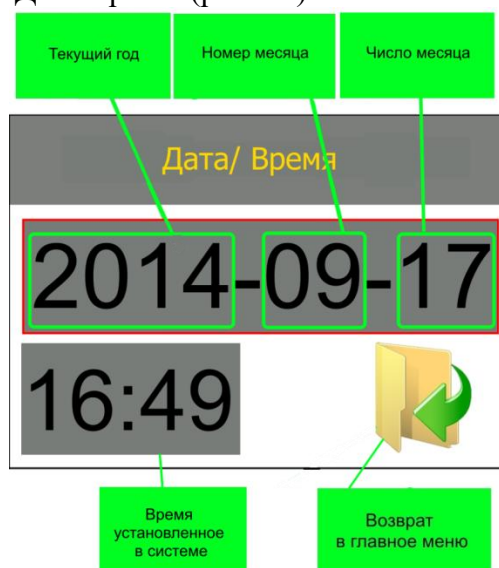 Текущий год
Номер месяца
Число месяца
Дата/ Время
2014-09-17
16:49
Время
установленное
в системе
Возврат
в главное меню